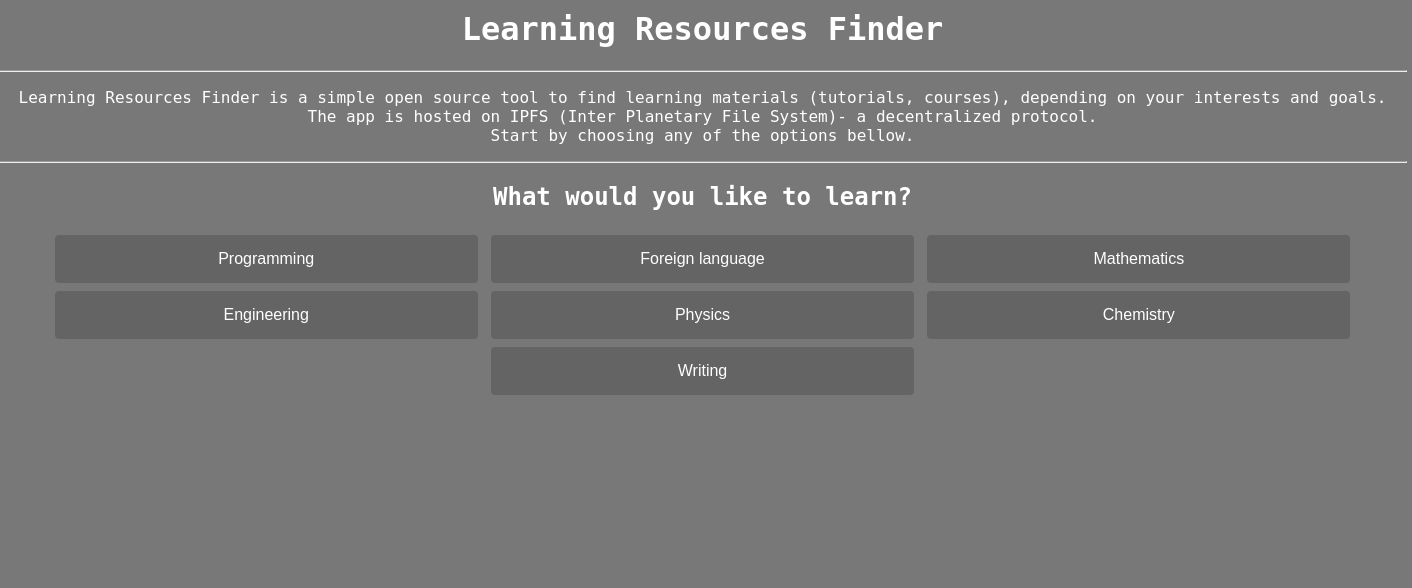 Learning Resources Finder
Learning Resources Finder is a simple open source tool to find learning materials (tutorials, courses), depending on your interests and goals.
The app is hosted on IPFS (Inter Planetary File System)- a decentralized protocol.
Start by choosing any of the options bellow.
What would you like to learn?
Programming
Foreign language
Mathematics
Engineering
Physics
Chemistry
Writing